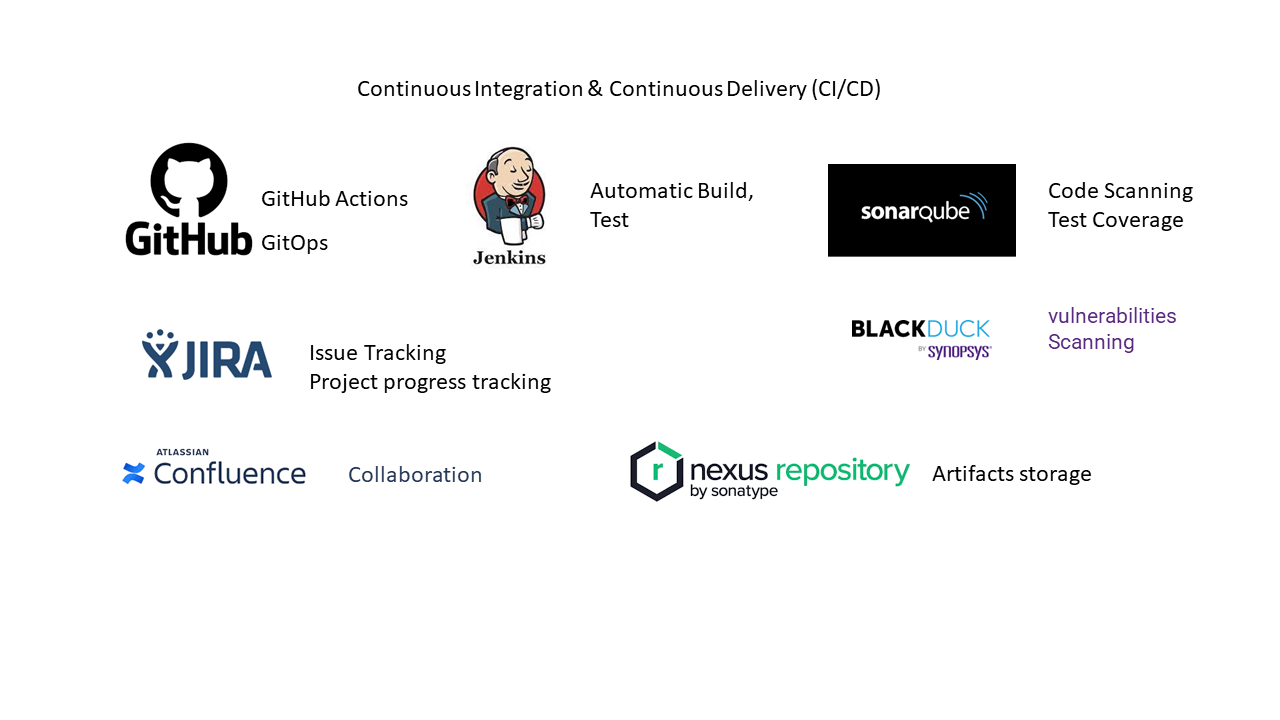 Continuous Integration & Continuous Delivery (CI/CD)
GitHub
GitHub Actions
GitOps
Jenkins
Automatic Build,
Test
sonarqube
Code Scanning
Test Coverage
JIRA
Issue Tracking
Project progress tracking
BLACKDUCK
BY SYNOPSYS®
vulnerabilities
Scanning
ATLASSIAN
Confluence
Collaboration
r
nexus repository
by sonatype
Artifacts storage